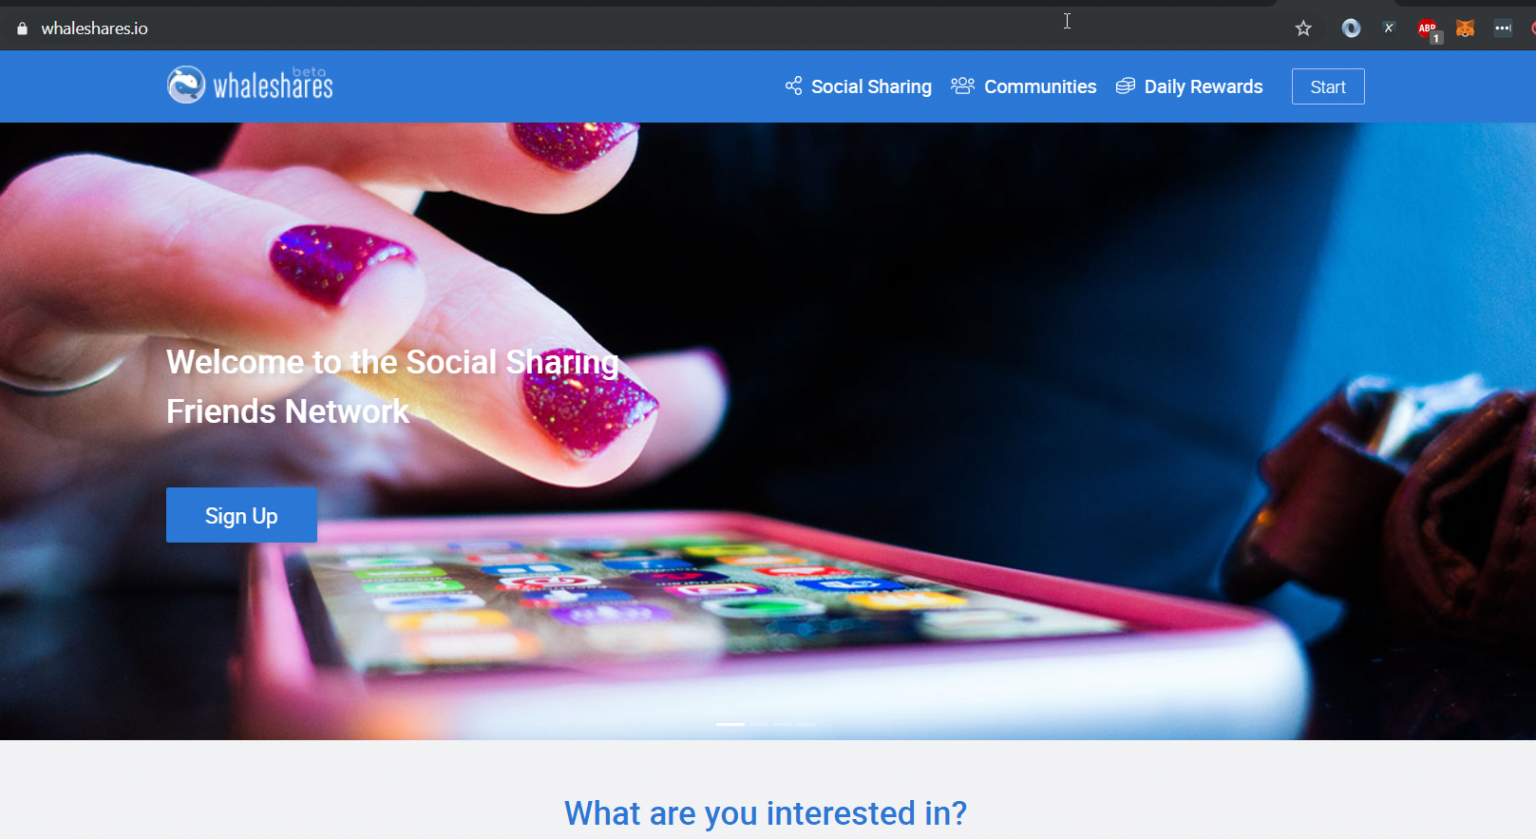 whaleshares.io
X
ABP
1
beta
whaleshares
Social Sharing
Communities
Daily Rewards
Start
Welcome to the Social Sharing
Friends Network
Sign Up
What are you interested in?